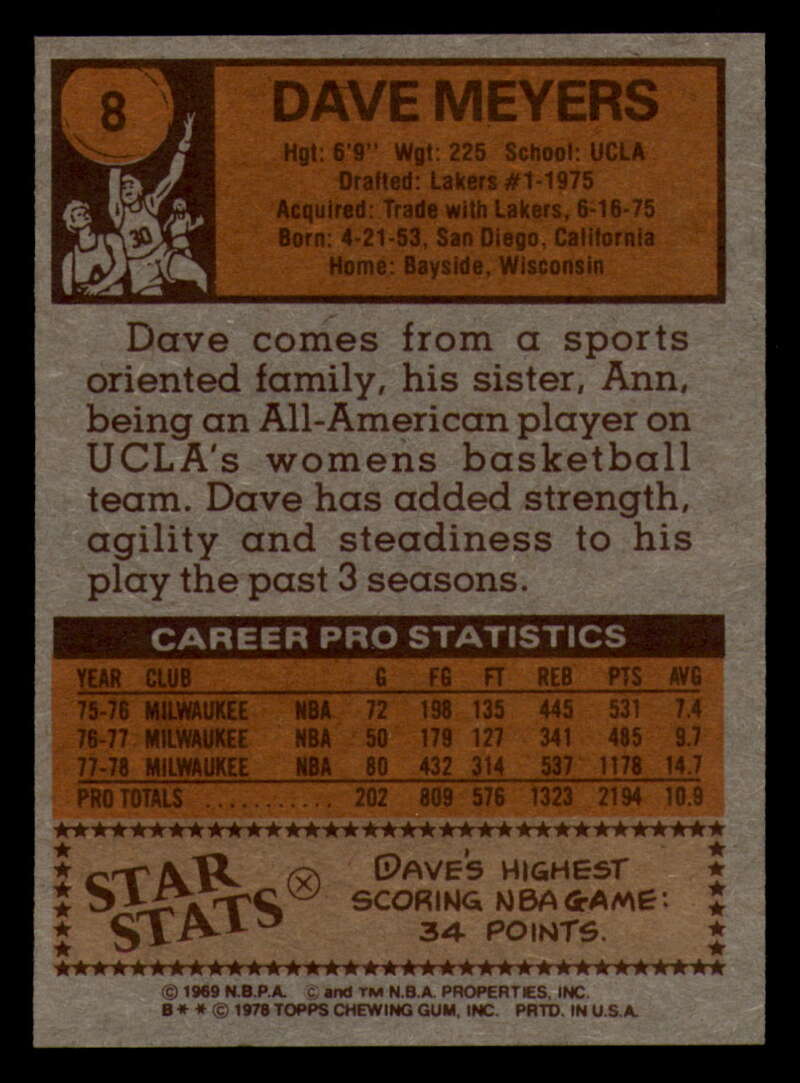 8
DAVE MEYERS
Hgt: 6'9" Wgt: 225 School: UCLA
Drafted: Lakers #1-1975
Acquired: Trade with Lakers, 6-16-75
Born: 4-21-53, San Diego, California
Home: Bayside, Wisconsin
30
Dave comes from a sports
oriented family, his sister, Ann,
being an All-American player on
UCLA's womens basketball
team. Dave has added strength,
agility and steadiness to his
play the past 3 seasons.
CAREER PRO STATISTICS
YEAR CLUB G FG FT REB PTS AVG
75-76 MILWAUKEE NBA 72 198 135 445 531 7.4
76-77 MILWAUKEE NBA 50 179 127 341 485 9.7
77-78 MILWAUKEE NBA 80 432 314 537 1178 14.7
PRO TOTALS ............ 202 809 576 1323 2194 10.9
STAR STATS
DAVE'S HIGHEST
SCORING NBA GAME:
34 POINTS.
© 1969 N.B.P.A. © and TM N.B.A. PROPERTIES, INC.
B * * © 1978 TOPPS CHEWING GUM, INC. PRTD. IN U.S.A.